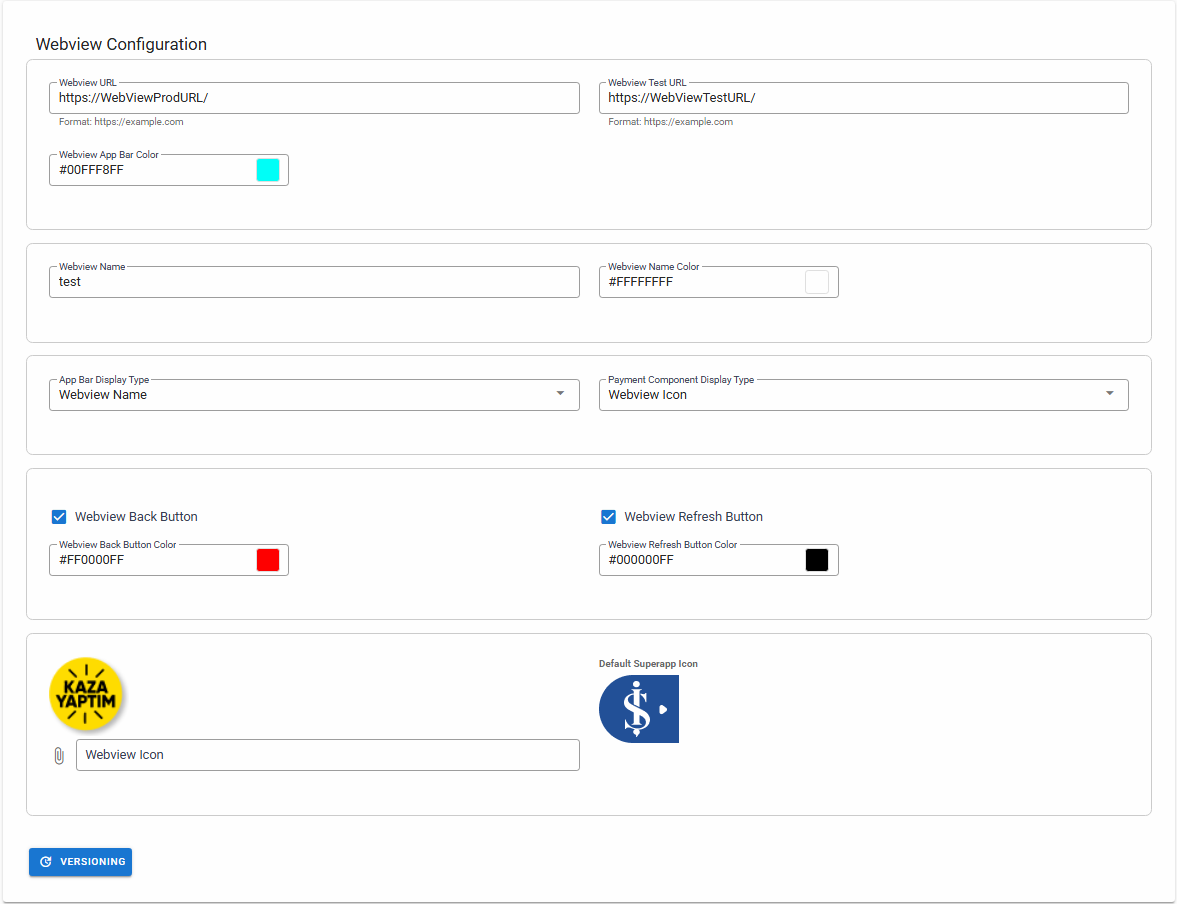 Webview Configuration
Webview URL
https://WebViewProdURL/
Format: https://example.com
Webview Test URL
https://WebViewTestURL/
Format: https://example.com
Webview App Bar Color
#00FFF8FF
Webview Name
test
Webview Name Color
#FFFFFFFF
App Bar Display Type
Webview Name
Payment Component Display Type
Webview Icon
Webview Back Button
Webview Refresh Button
Webview Back Button Color
#FF0000FF
Webview Refresh Button Color
#000000FF
KAZA
YAPTIM
Default Superapp Icon
Webview Icon
VERSIONING